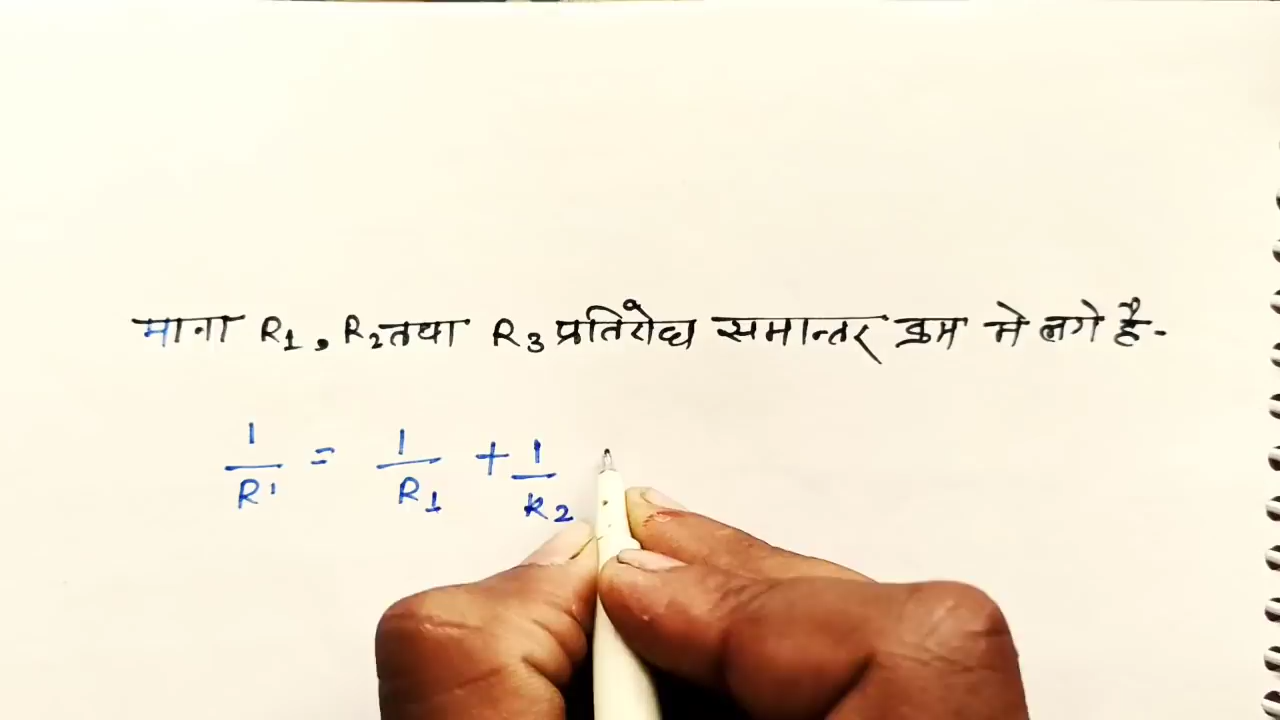 माना R1, R2 तथा R3 प्रतिरोध समान्तर क्रम मे लगे है -
1/R' = 1/R1 + 1/R2